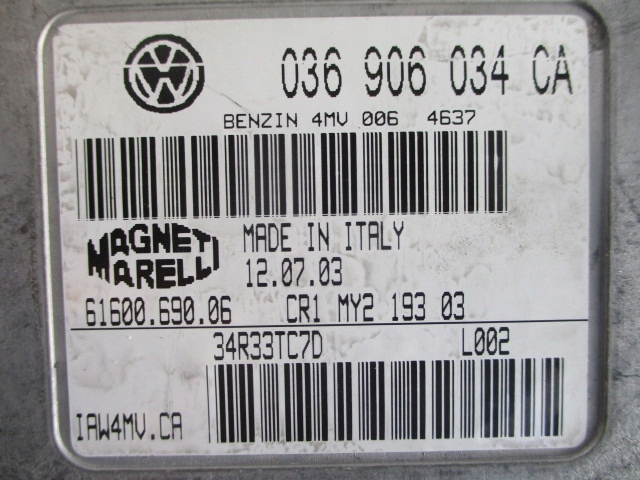 036 906 034 CA
BENZIN 4MV 006 4637
MAGNETI MARELLI
MADE IN ITALY
12.07.03
61600.690.06 CR1 MY2 193 03
34R33TC7D L002
IAW4MV.CA